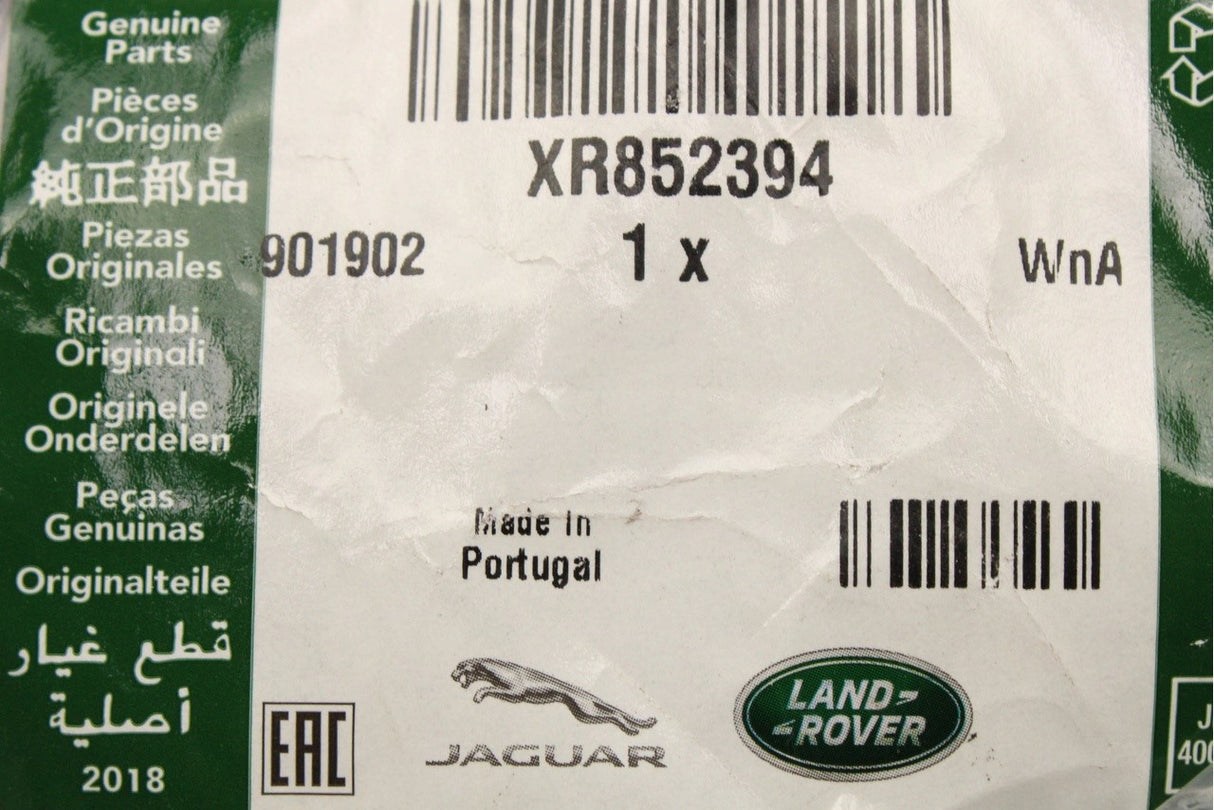 Genuine
Parts
Pièces
d'Origine
純正部品
Piezas
Originales
Ricambi
Originali
Originele
Onderdelen
Peças
Genuinas
Originalteile
قطع غيار
أصلية
2018
XR852394
901902
1 x
WnA
Made in
Portugal
EAC
JAGUAR
LAND
ROVER